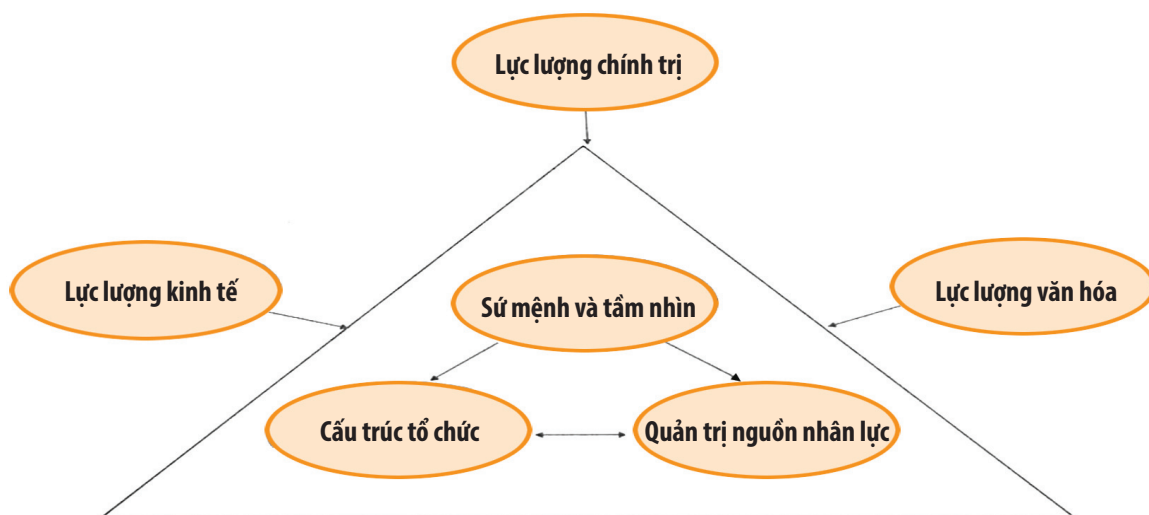 Lực lượng chính trị
Lực lượng kinh tế
Lực lượng văn hóa
Sứ mệnh và tầm nhìn
Cấu trúc tổ chức
Quản trị nguồn nhân lực